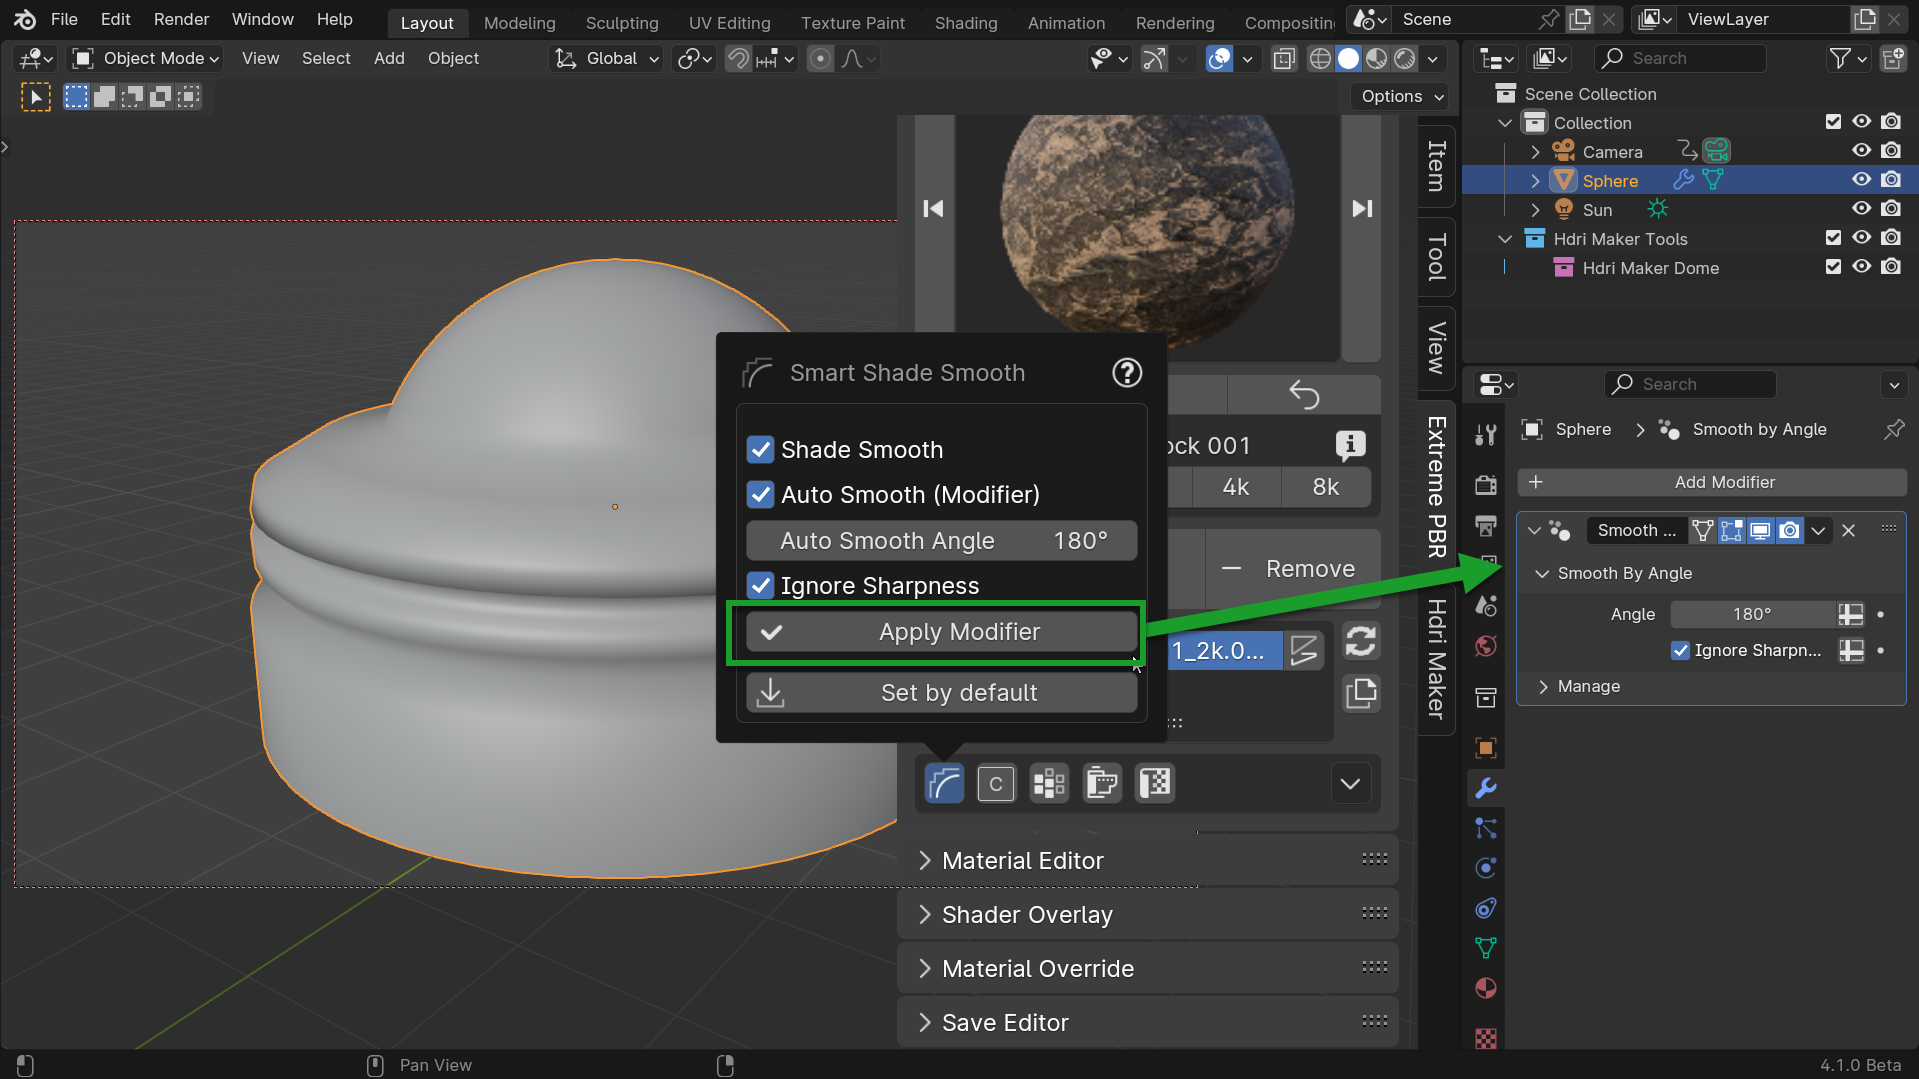 File Edit Render Window Help
Layout Modeling Sculpting UV Editing Texture Paint Shading Animation Rendering Compositin
Scene
ViewLayer
Object Mode View Select Add Object
Global
Search
Options
Scene Collection
Collection
Camera
Sphere
Sun
Hdri Maker Tools
Hdri Maker Dome
Item
Tool
View
Extreme PBR
Hdri Maker
Smart Shade Smooth
Shade Smooth
Auto Smooth (Modifier)
Auto Smooth Angle 180°
Ignore Sharpness
Apply Modifier
Set by default
ock 001
4k 8k
Remove
1_2k.0...
C
Material Editor
Shader Overlay
Material Override
Save Editor
Search
Sphere Smooth by Angle
Add Modifier
Smooth ...
Smooth By Angle
Angle 180°
Ignore Sharpn...
Manage
Pan View
4.1.0 Beta